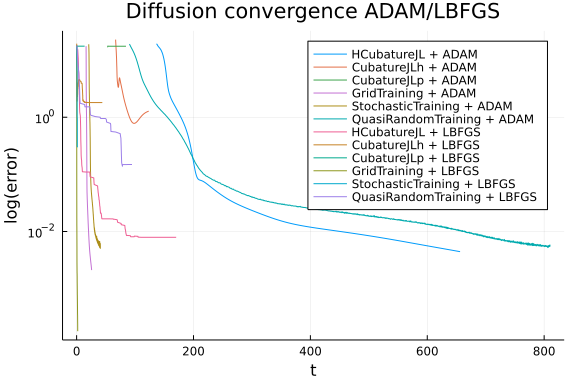 Diffusion convergence ADAM/LBFGS
HCubatureJL + ADAM
CubatureJLh + ADAM
CubatureJLp + ADAM
GridTraining + ADAM
StochasticTraining + ADAM
QuasiRandomTraining + ADAM
HCubatureJL + LBFGS
CubatureJLh + LBFGS
CubatureJLp + LBFGS
GridTraining + LBFGS
StochasticTraining + LBFGS
QuasiRandomTraining + LBFGS
log(error)
10⁰
10⁻²
0 200 400 600 800
t